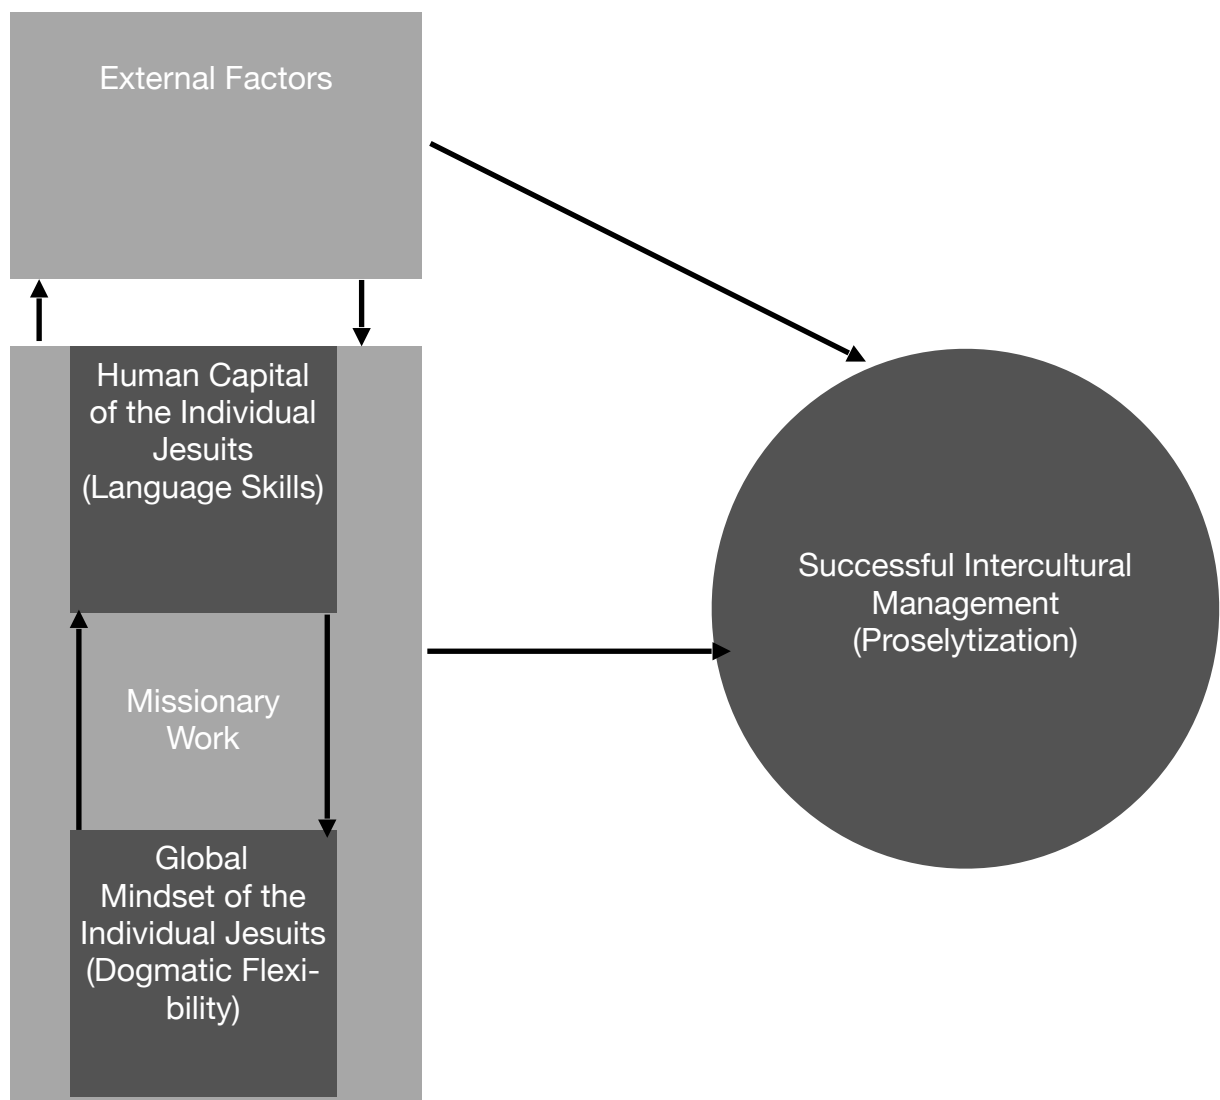 External Factors
Human Capital
of the Individual
Jesuits
(Language Skills)
Missionary
Work
Global
Mindset of the
Individual Jesuits
(Dogmatic Flexi-
bility)
Successful Intercultural
Management
(Proselytization)